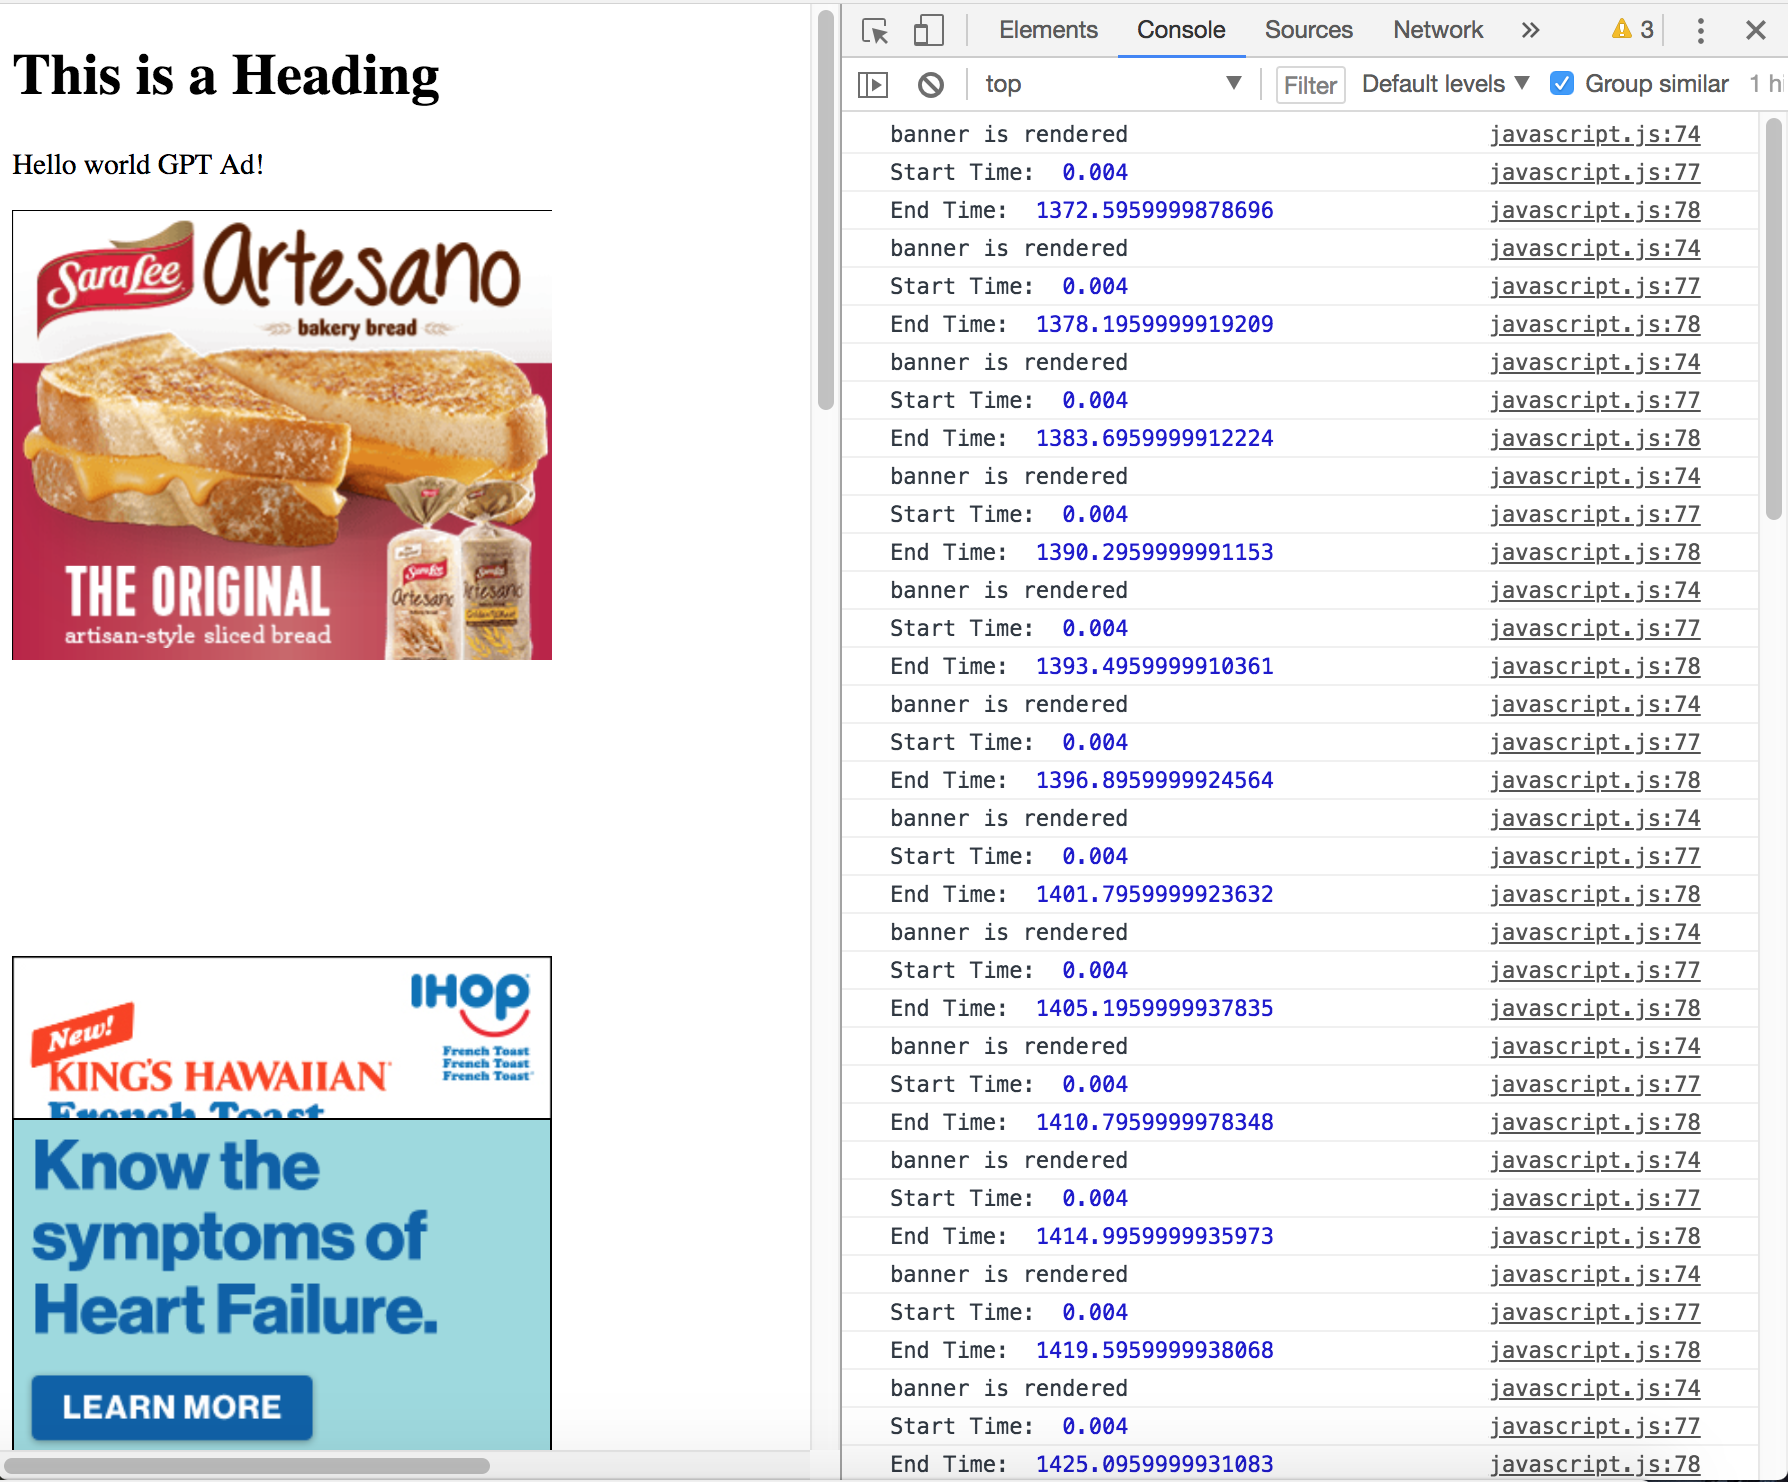 This is a Heading
Hello world GPT Ad!
Sara Lee
Artesano
bakery bread
Sara Lee
Artesano
THE ORIGINAL
artisan-style sliced bread
IHOP
New!
French Toast
French Toast
French Toast
KING'S HAWAIIAN
French Toast
Know the
symptoms of
Heart Failure.
LEARN MORE
Elements Console Sources Network » 3
top ▼ Filter Default levels ▼ Group similar 1 hi
banner is rendered javascript.js:74
Start Time: 0.004 javascript.js:77
End Time: 1372.5959999878696 javascript.js:78
banner is rendered javascript.js:74
Start Time: 0.004 javascript.js:77
End Time: 1378.1959999919209 javascript.js:78
banner is rendered javascript.js:74
Start Time: 0.004 javascript.js:77
End Time: 1383.6959999912224 javascript.js:78
banner is rendered javascript.js:74
Start Time: 0.004 javascript.js:77
End Time: 1390.2959999991153 javascript.js:78
banner is rendered javascript.js:74
Start Time: 0.004 javascript.js:77
End Time: 1393.4959999910361 javascript.js:78
banner is rendered javascript.js:74
Start Time: 0.004 javascript.js:77
End Time: 1396.8959999924564 javascript.js:78
banner is rendered javascript.js:74
Start Time: 0.004 javascript.js:77
End Time: 1401.7959999923632 javascript.js:78
banner is rendered javascript.js:74
Start Time: 0.004 javascript.js:77
End Time: 1405.1959999937835 javascript.js:78
banner is rendered javascript.js:74
Start Time: 0.004 javascript.js:77
End Time: 1410.7959999978348 javascript.js:78
banner is rendered javascript.js:74
Start Time: 0.004 javascript.js:77
End Time: 1414.9959999935973 javascript.js:78
banner is rendered javascript.js:74
Start Time: 0.004 javascript.js:77
End Time: 1419.5959999938068 javascript.js:78
banner is rendered javascript.js:74
Start Time: 0.004 javascript.js:77
End Time: 1425.0959999931083 javascript.js:78